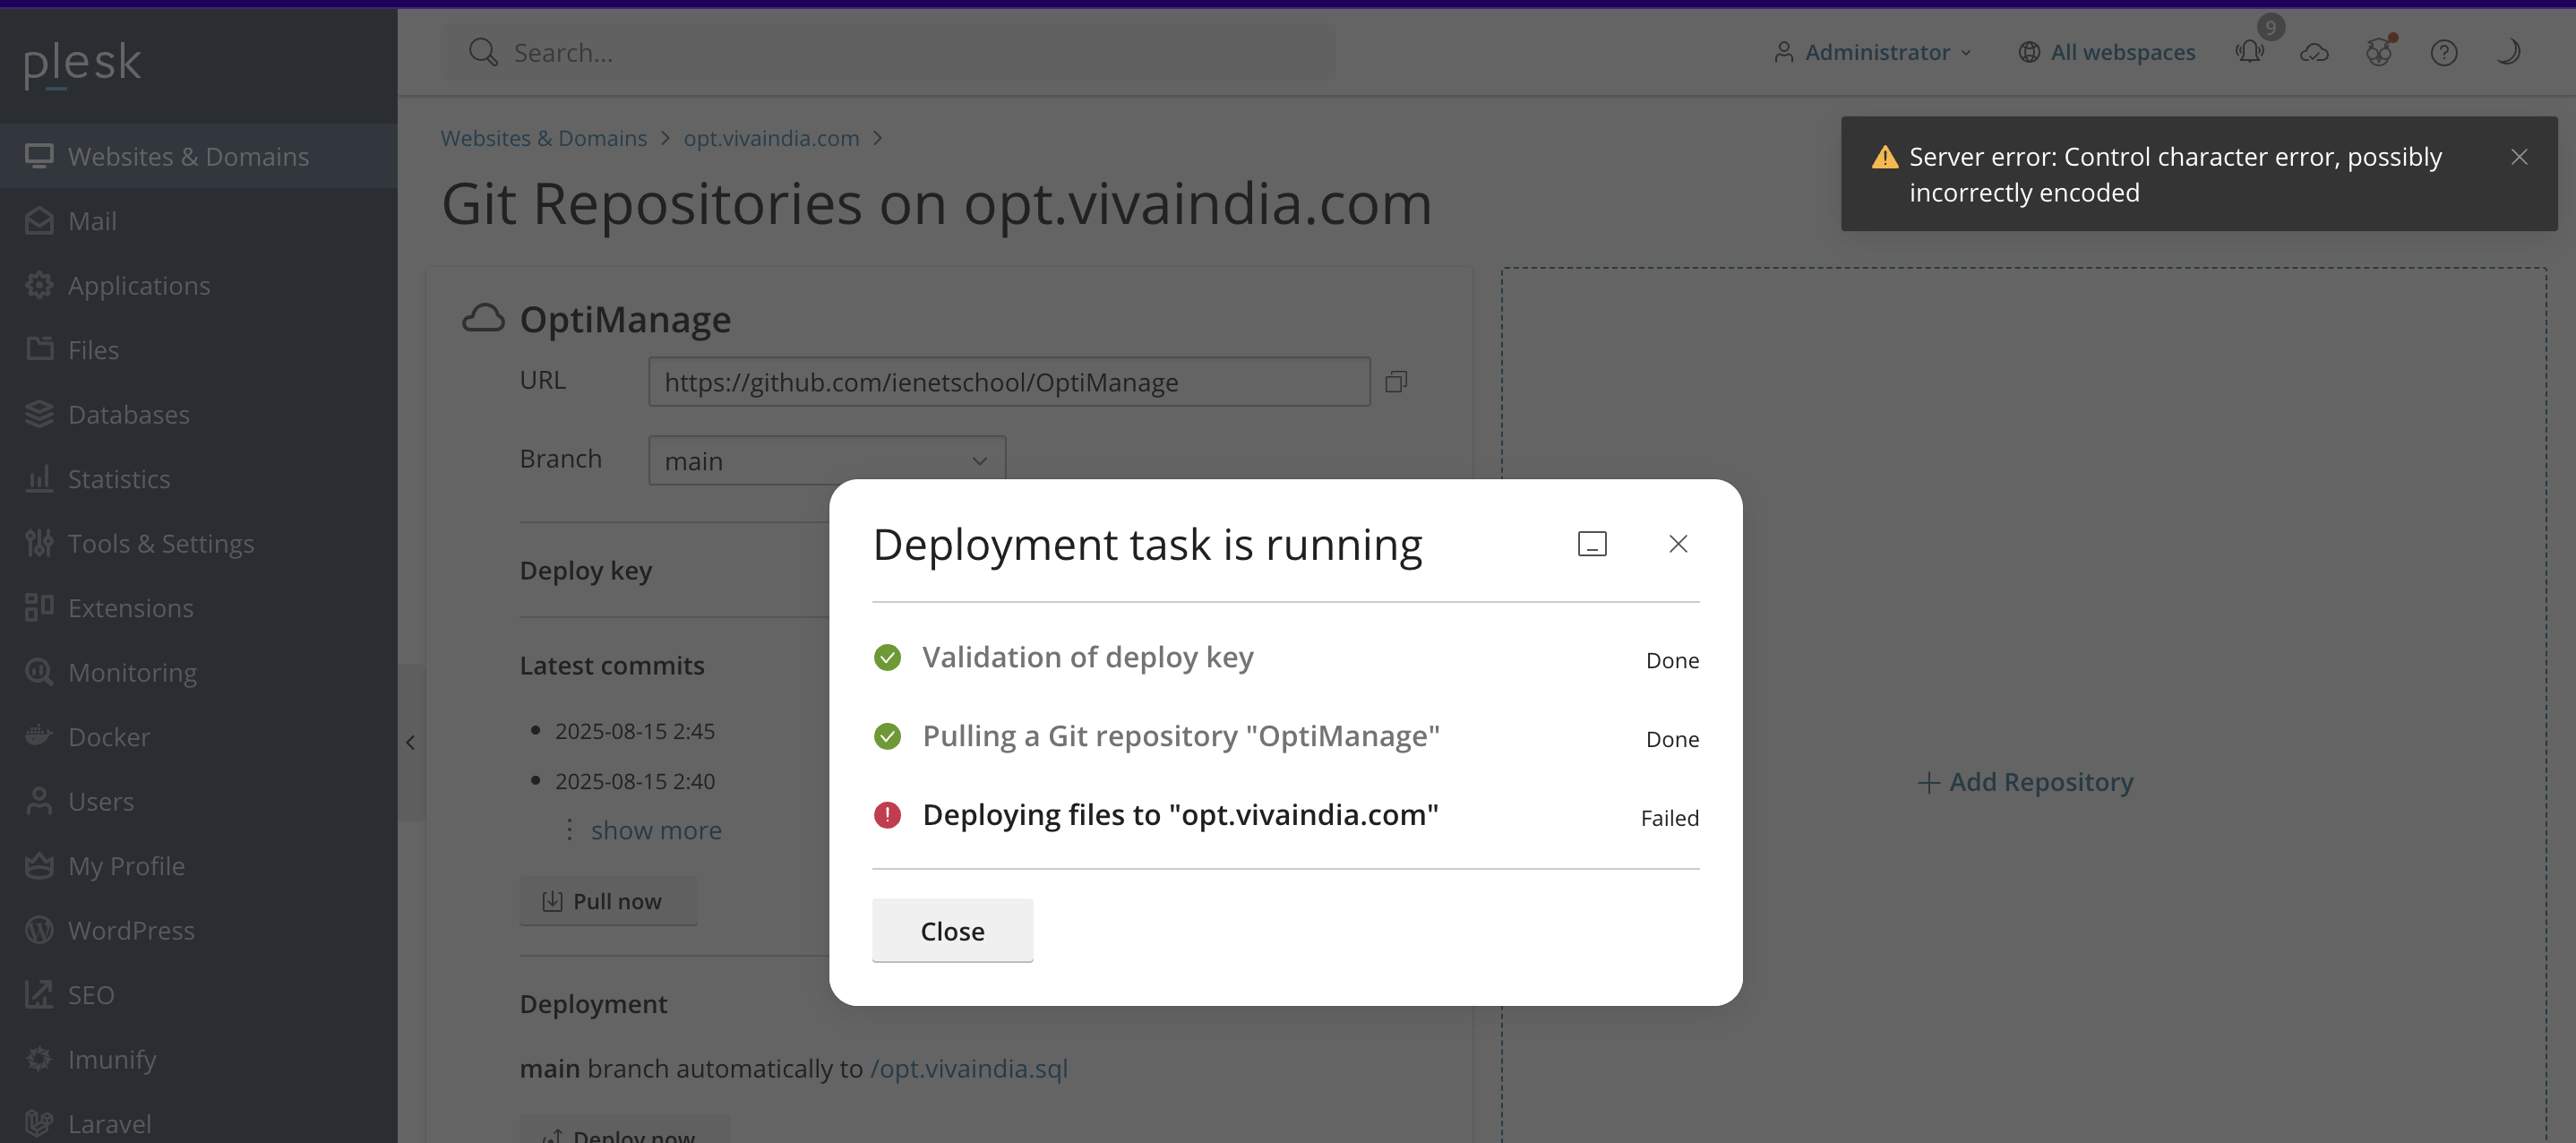 plesk
Search...
Administrator
All webspaces
9
Websites & Domains
Mail
Applications
Files
Databases
Statistics
Tools & Settings
Extensions
Monitoring
Docker
Users
My Profile
WordPress
SEO
Imunify
Laravel
Websites & Domains > opt.vivaindia.com >
Git Repositories on opt.vivaindia.com
Server error: Control character error, possibly
incorrectly encoded
OptiManage
URL
https://github.com/ienetschool/OptiManage
Branch
main
Deploy key
Latest commits
2025-08-15 2:45
2025-08-15 2:40
show more
Pull now
Deployment
main branch automatically to /opt.vivaindia.sql
Deploy now
Add Repository
Deployment task is running
Validation of deploy key Done
Pulling a Git repository "OptiManage" Done
Deploying files to "opt.vivaindia.com" Failed
Close